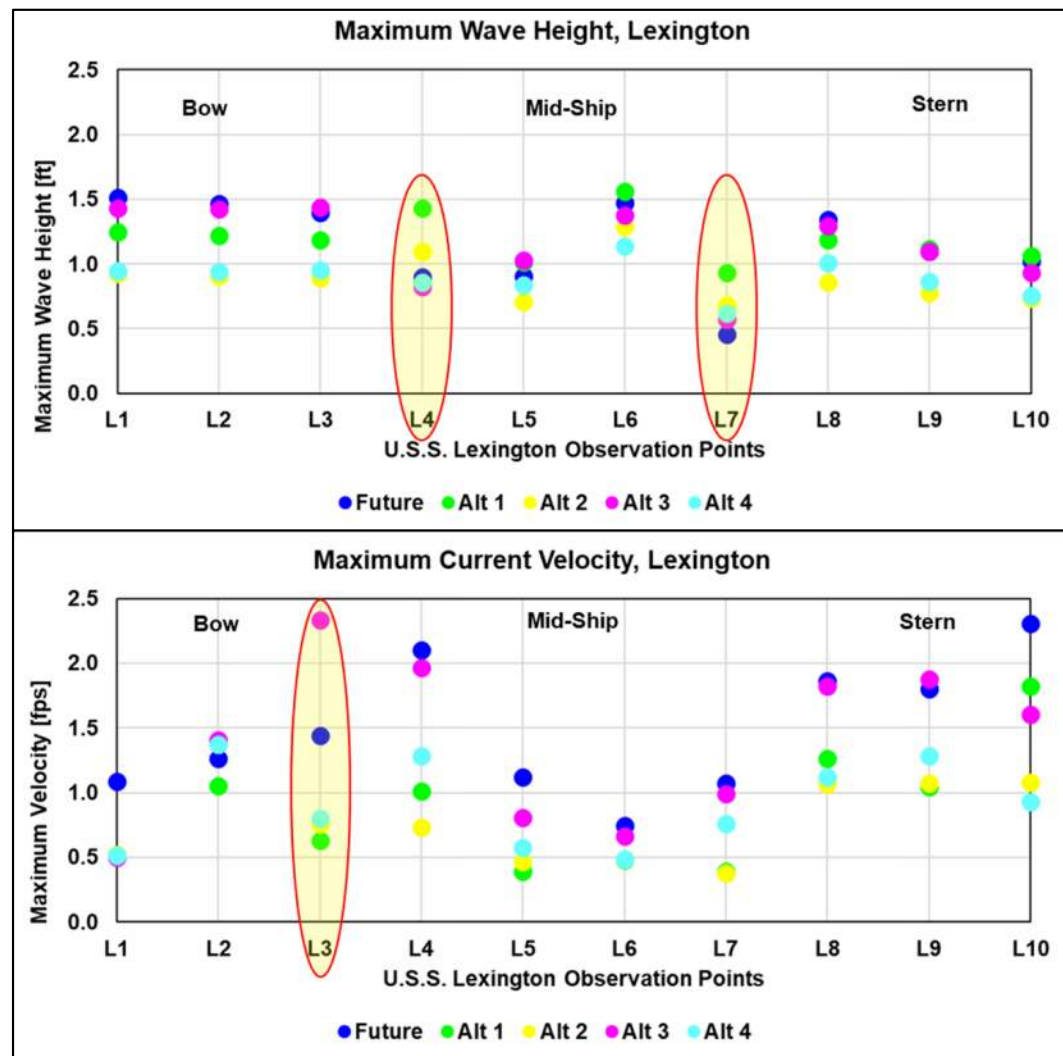 Maximum Wave Height, Lexington
2.5
2.0
1.5
1.0
0.5
0.0
Maximum Wave Height [ft]
Bow Mid-Ship Stern
L1 L2 L3 L4 L5 L6 L7 L8 L9 L10
U.S.S. Lexington Observation Points
Future Alt 1 Alt 2 Alt 3 Alt 4
Maximum Current Velocity, Lexington
2.5
2.0
1.5
1.0
0.5
0.0
Maximum Velocity [fps]
Bow Mid-Ship Stern
L1 L2 L3 L4 L5 L6 L7 L8 L9 L10
U.S.S. Lexington Observation Points
Future Alt 1 Alt 2 Alt 3 Alt 4